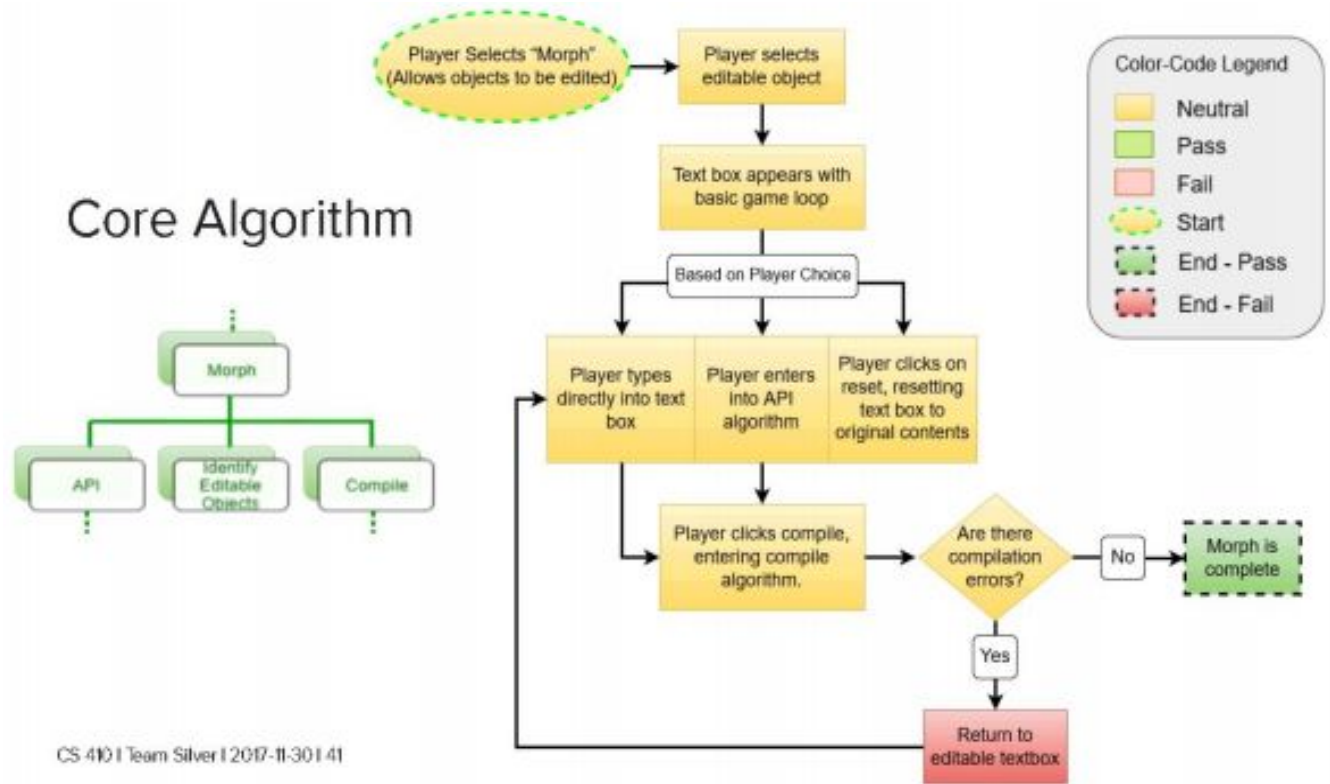 Player Selects "Morph"
(Allows objects to be edited)
Player selects
editable object
Color-Code Legend
Neutral
Pass
Fail
Start
End - Pass
End - Fail
Text box appears with
basic game loop
Core Algorithm
Based on Player Choice
Morph
API
Identify
Editable
Objects
Compile
Player types
directly into text
box
Player enters
into API
algorithm
Player clicks on
reset, resetting
text box to
original contents
Player clicks compile,
entering compile
algorithm.
Are there
compilation
errors?
No
Morph is
complete
Yes
Return to
editable textbox
CS 410 I Team Silver I 2017-11-30 I 41